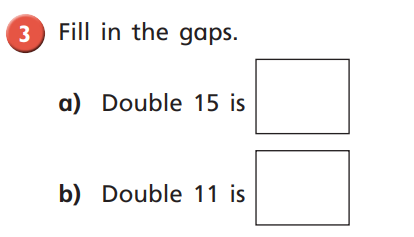 3 Fill in the gaps.
a) Double 15 is
b) Double 11 is